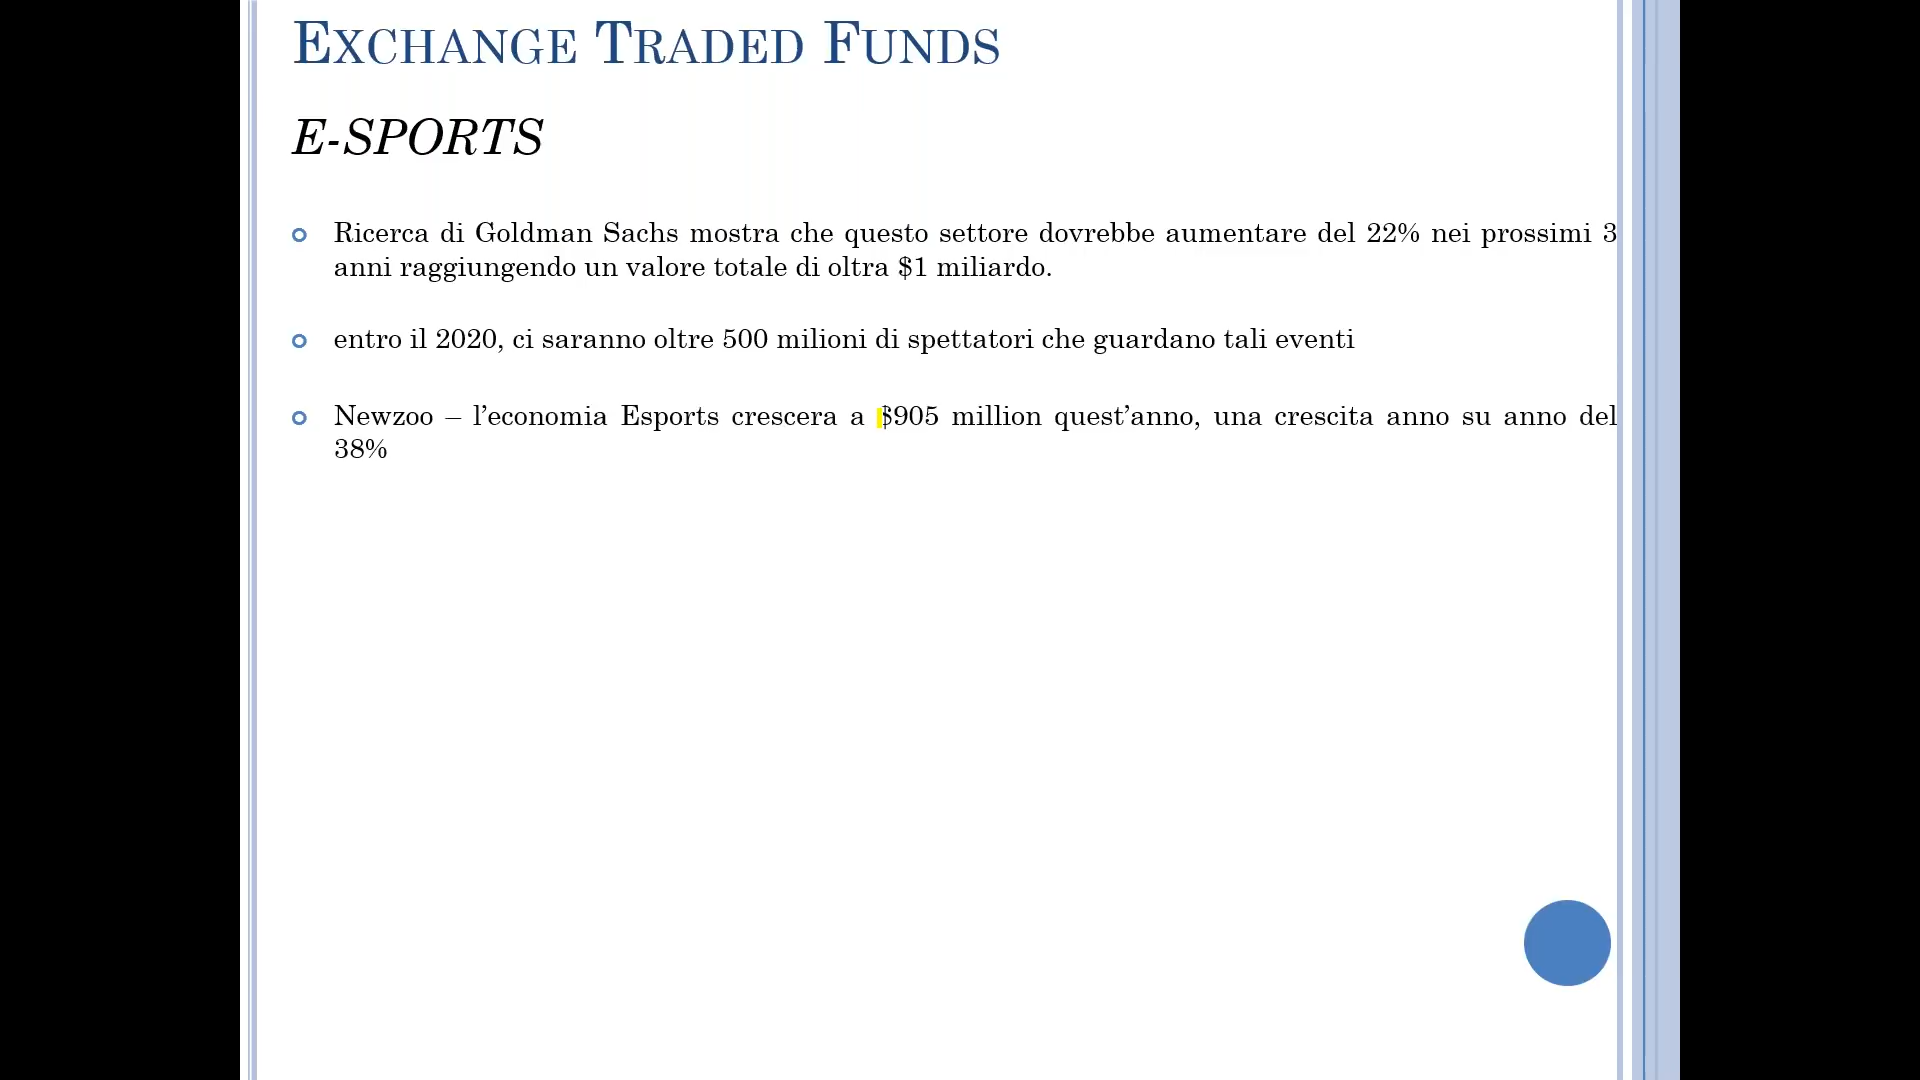 EXCHANGE TRADED FUNDS
E-SPORTS
Ricerca di Goldman Sachs mostra che questo settore dovrebbe aumentare del 22% nei prossimi 3
anni raggiungendo un valore totale di oltra $1 miliardo.
entro il 2020, ci saranno oltre 500 milioni di spettatori che guardano tali eventi
Newzoo – l’economia Esports crescera a $905 million quest’anno, una crescita anno su anno del
38%